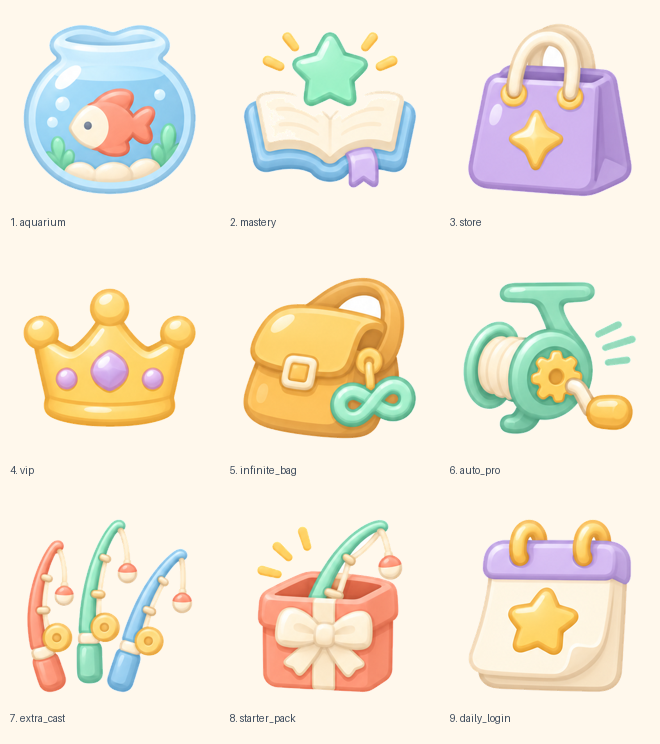 1. aquarium
2. mastery
3. store
4. vip
5. infinite_bag
6. auto_pro
7. extra_cast
8. starter_pack
9. daily_login